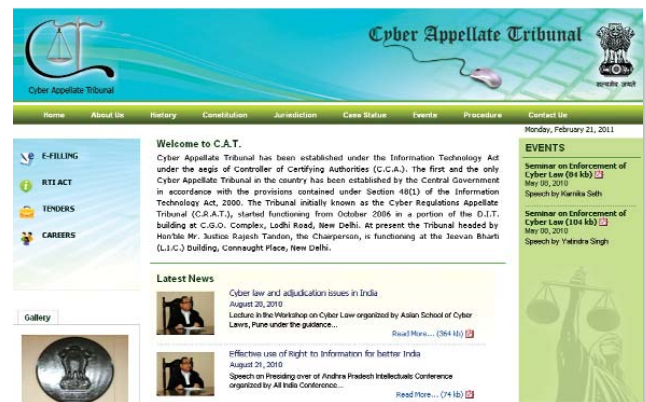 Cyber Appellate Tribunal
Cyber Appellate Tribunal
सत्यमेव जयते
Home About Us History Constitution Jurisdiction Case Status Events Procedure Contact Us
Monday, February 21, 2011
E-FILLING
RTI ACT
TENDERS
CAREERS
Gallery
Welcome to C.A.T.
Cyber Appellate Tribunal has been established under the Information Technology Act
under the aegis of Controller of Certifying Authorities (C.C.A.). The first and the only
Cyber Appellate Tribunal in the country has been established by the Central Government
in accordance with the provisions contained under Section 48(1) of the Information
Technology Act, 2000. The Tribunal initially known as the Cyber Regulations Appellate
Tribunal (C.R.A.T.), started functioning from October 2006 in a portion of the D.I.T.
building at C.G.O. Complex, Lodhi Road, New Delhi. At present the Tribunal headed by
Hon'ble Mr. Justice Rajesh Tandon, the Chairperson, is functioning at the Jeevan Bharti
(L.I.C.) Building, Connaught Place, New Delhi.
Latest News
Cyber law and adjudication issues in India
August 20, 2010
Lecture in the Workshop on Cyber Law organized by Asian School of Cyber
Laws, Pune under the guidance...
Read More... (364 kb)
Effective use of Right to Information for better India
August 21, 2010
Speech on Presiding over of Andhra Pradesh Intellectuals Conference
organized by All India Conference...
Read More... (74 kb)
EVENTS
Seminar on Enforcement of
Cyber Law (84 kb)
May 08, 2010
Speech by Karnika Seth
Seminar on Enforcement of
Cyber Law (104 kb)
May 08, 2010
Speech by Yatindra Singh